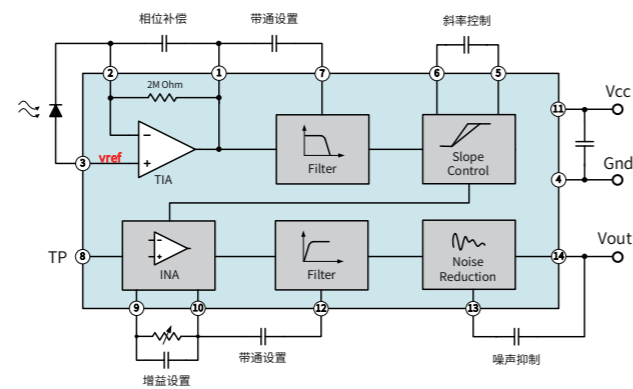 相位补偿 带通设置 斜率控制
2 1 7 6 5
2M Ohm
11 Vcc
3 vref
TIA
Filter
Slope
Control
4 Gnd
TP 8
INA
Filter
Noise
Reduction
14 Vout
9 10 12 13
带通设置
噪声抑制
增益设置